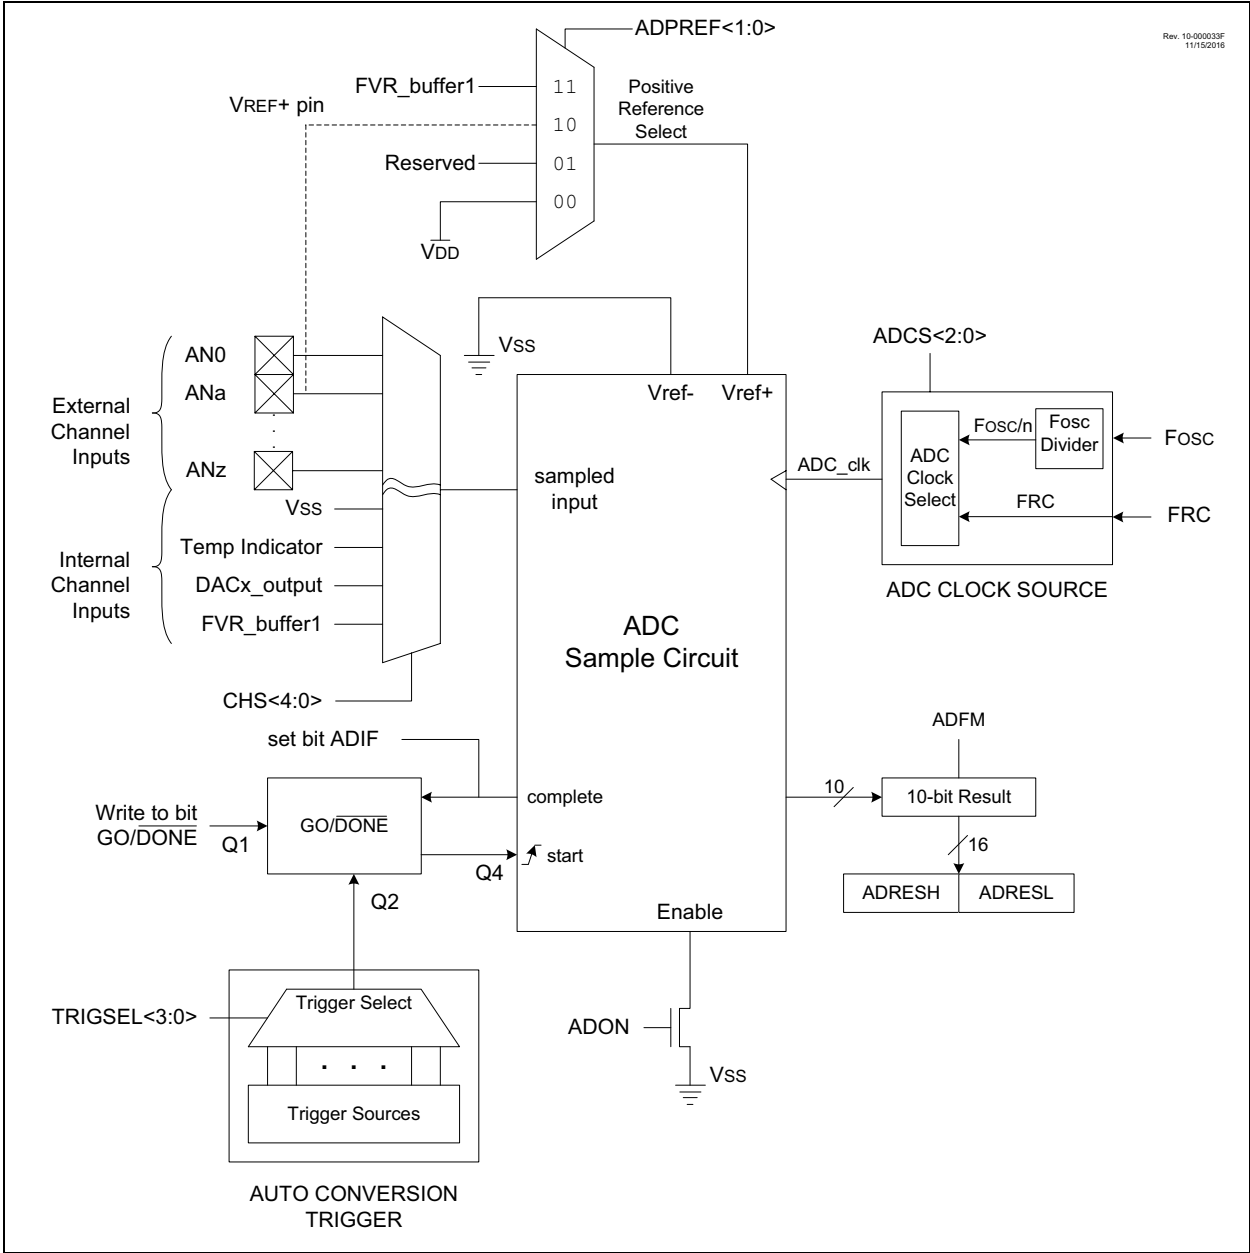 ADPREF<1:0>
Rev. 10-000033F
11/15/2016
FVR_buffer1
11
Positive
Reference
Select
VREF+ pin
10
Reserved
01
00
VDD
VSS
AN0
ANa
ANz
External
Channel
Inputs
VSS
Temp Indicator
DACx_output
FVR_buffer1
Internal
Channel
Inputs
CHS<4:0>
Vref-
Vref+
sampled
input
ADC
Sample Circuit
ADCS<2:0>
ADC_clk
ADC
Clock
Select
FOSC/n
Fosc
Divider
FOSC
FRC
FRC
ADC CLOCK SOURCE
set bit ADIF
complete
Write to bit
GO/D̅O̅N̅E̅
Q1
GO/D̅O̅N̅E̅
Q4
start
Q2
Enable
ADFM
10
10-bit Result
16
ADRESH
ADRESL
TRIGSEL<3:0>
Trigger Select
. . .
Trigger Sources
AUTO CONVERSION
TRIGGER
ADON
VSS